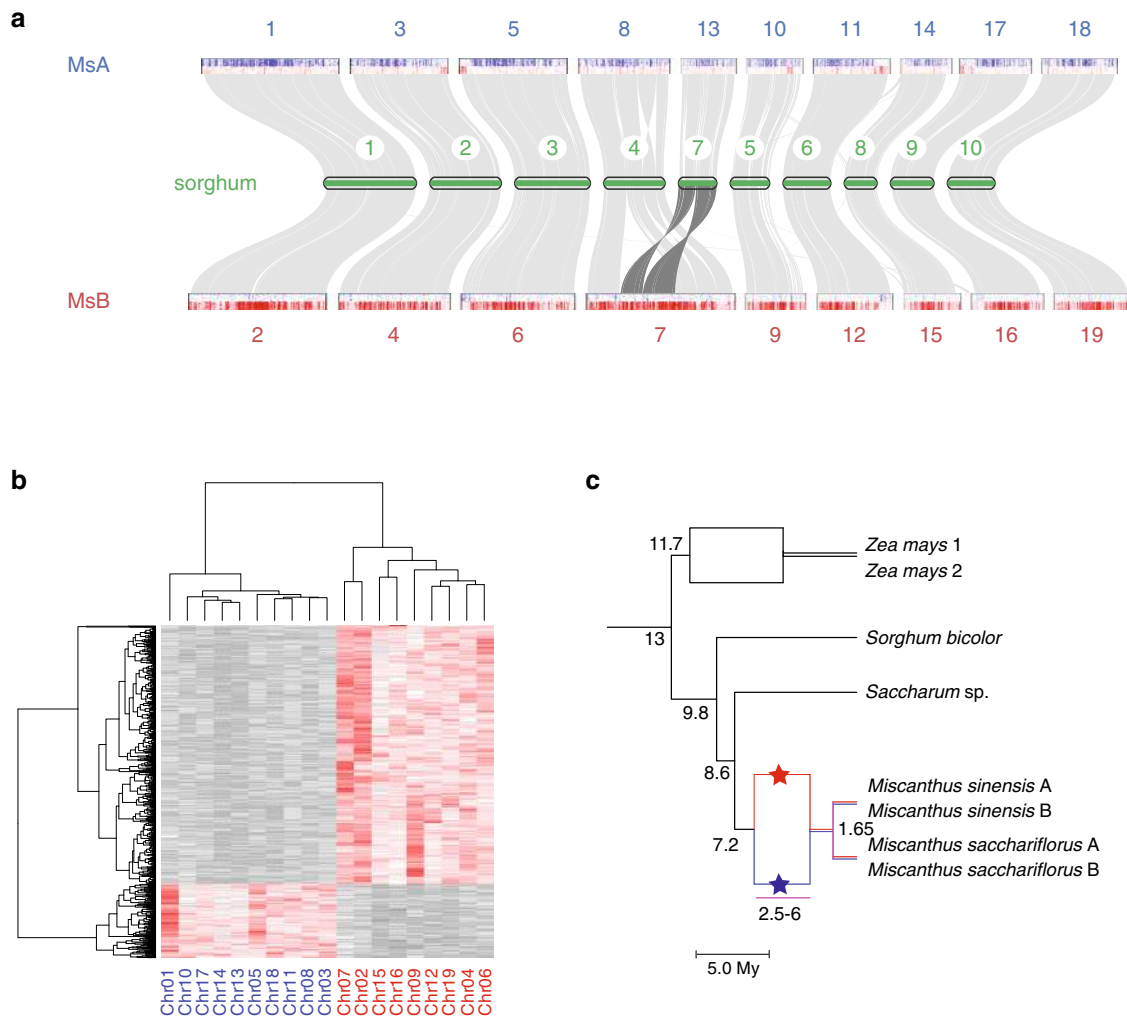 a
1 3 5 8 13 10 11 14 17 18
MsA
1 2 3 4 7 5 6 8 9 10
sorghum
MsB
2 4 6 7 9 12 15 16 19
b
Chr01 Chr10 Chr17 Chr14 Chr13 Chr05 Chr18 Chr11 Chr08 Chr03 Chr07 Chr02 Chr15 Chr16 Chr09 Chr12 Chr19 Chr04 Chr06
c
11.7
Zea mays 1
Zea mays 2
13
Sorghum bicolor
Saccharum sp.
9.8
8.6
Miscanthus sinensis A
Miscanthus sinensis B
1.65
7.2
Miscanthus sacchariflorus A
Miscanthus sacchariflorus B
2.5-6
5.0 My